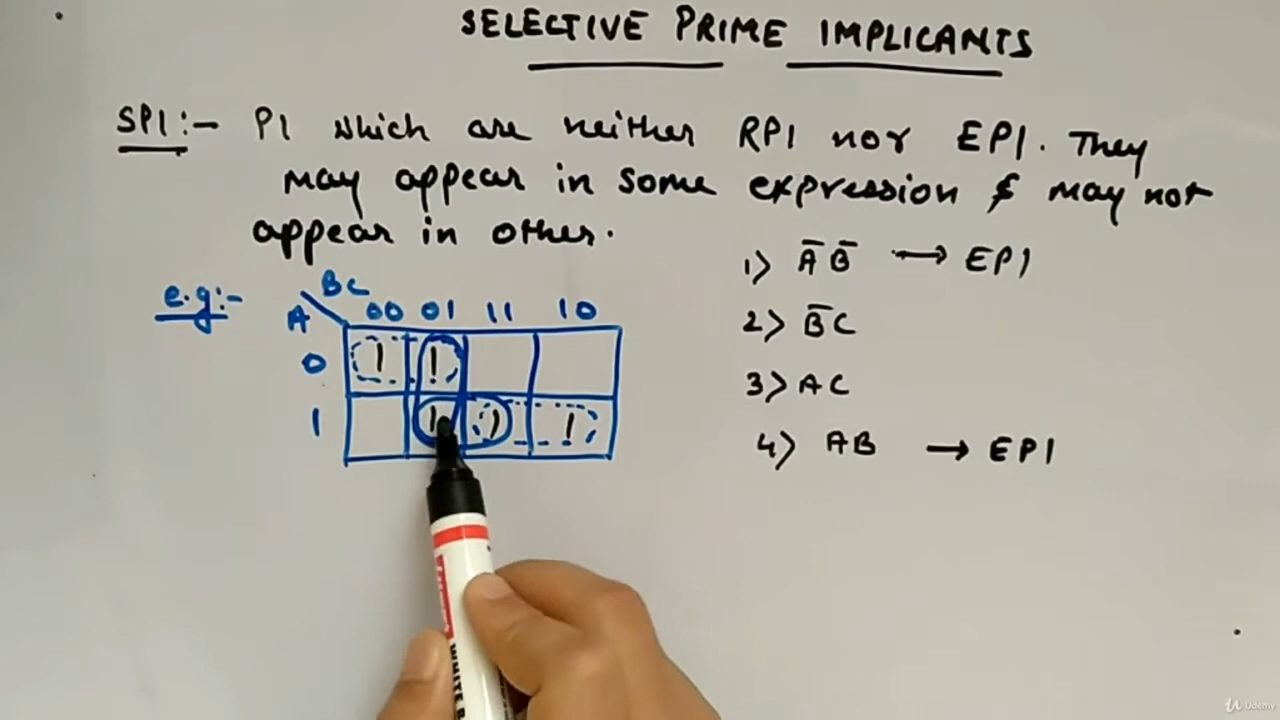 SELECTIVE PRIME IMPLICANTS
SPI:- PI which are neither RPI nor EPI. They
may appear in some expression & may not
appear in other.
1) A̅ B̅ → EPI
2) B̅ C
3) AC
4) AB → EPI
e.g:-
BC
A 00 01 11 10
0 1 1
1 1 1 1
WHITE B
Udemy